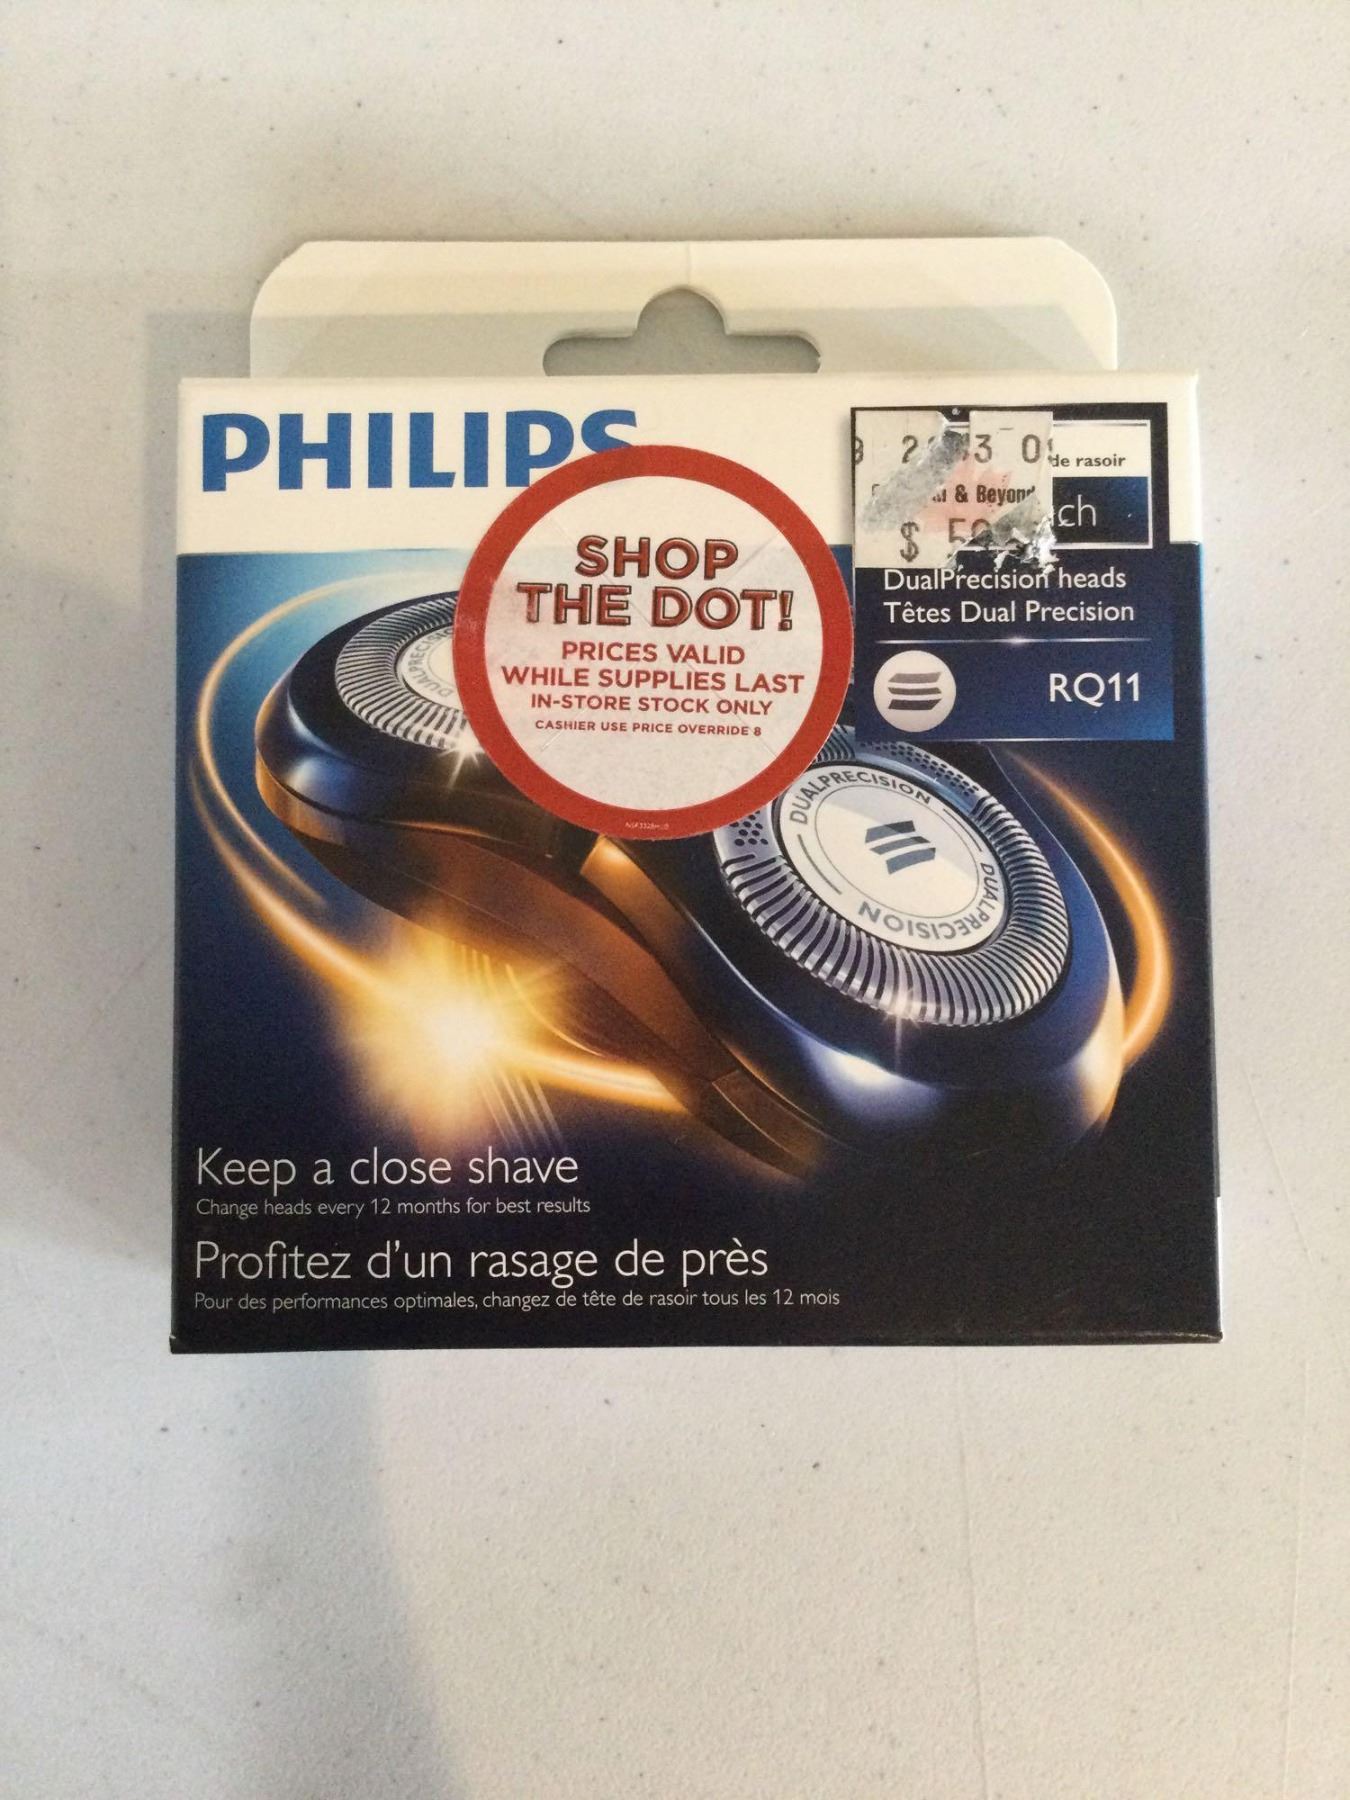 PHILIPS
SHOP
THE DOT!
PRICES VALID
WHILE SUPPLIES LAST
IN-STORE STOCK ONLY
CASHIER USE PRICE OVERRIDE 8
de rasoir
& Beyond
$
DualPrecision heads
Têtes Dual Precision
RQ11
DUALPRECISION
DUALPRECISION
DUALPRECISION
Keep a close shave
Change heads every 12 months for best results
Profitez d'un rasage de près
Pour des performances optimales, changez de tête de rasoir tous les 12 mois